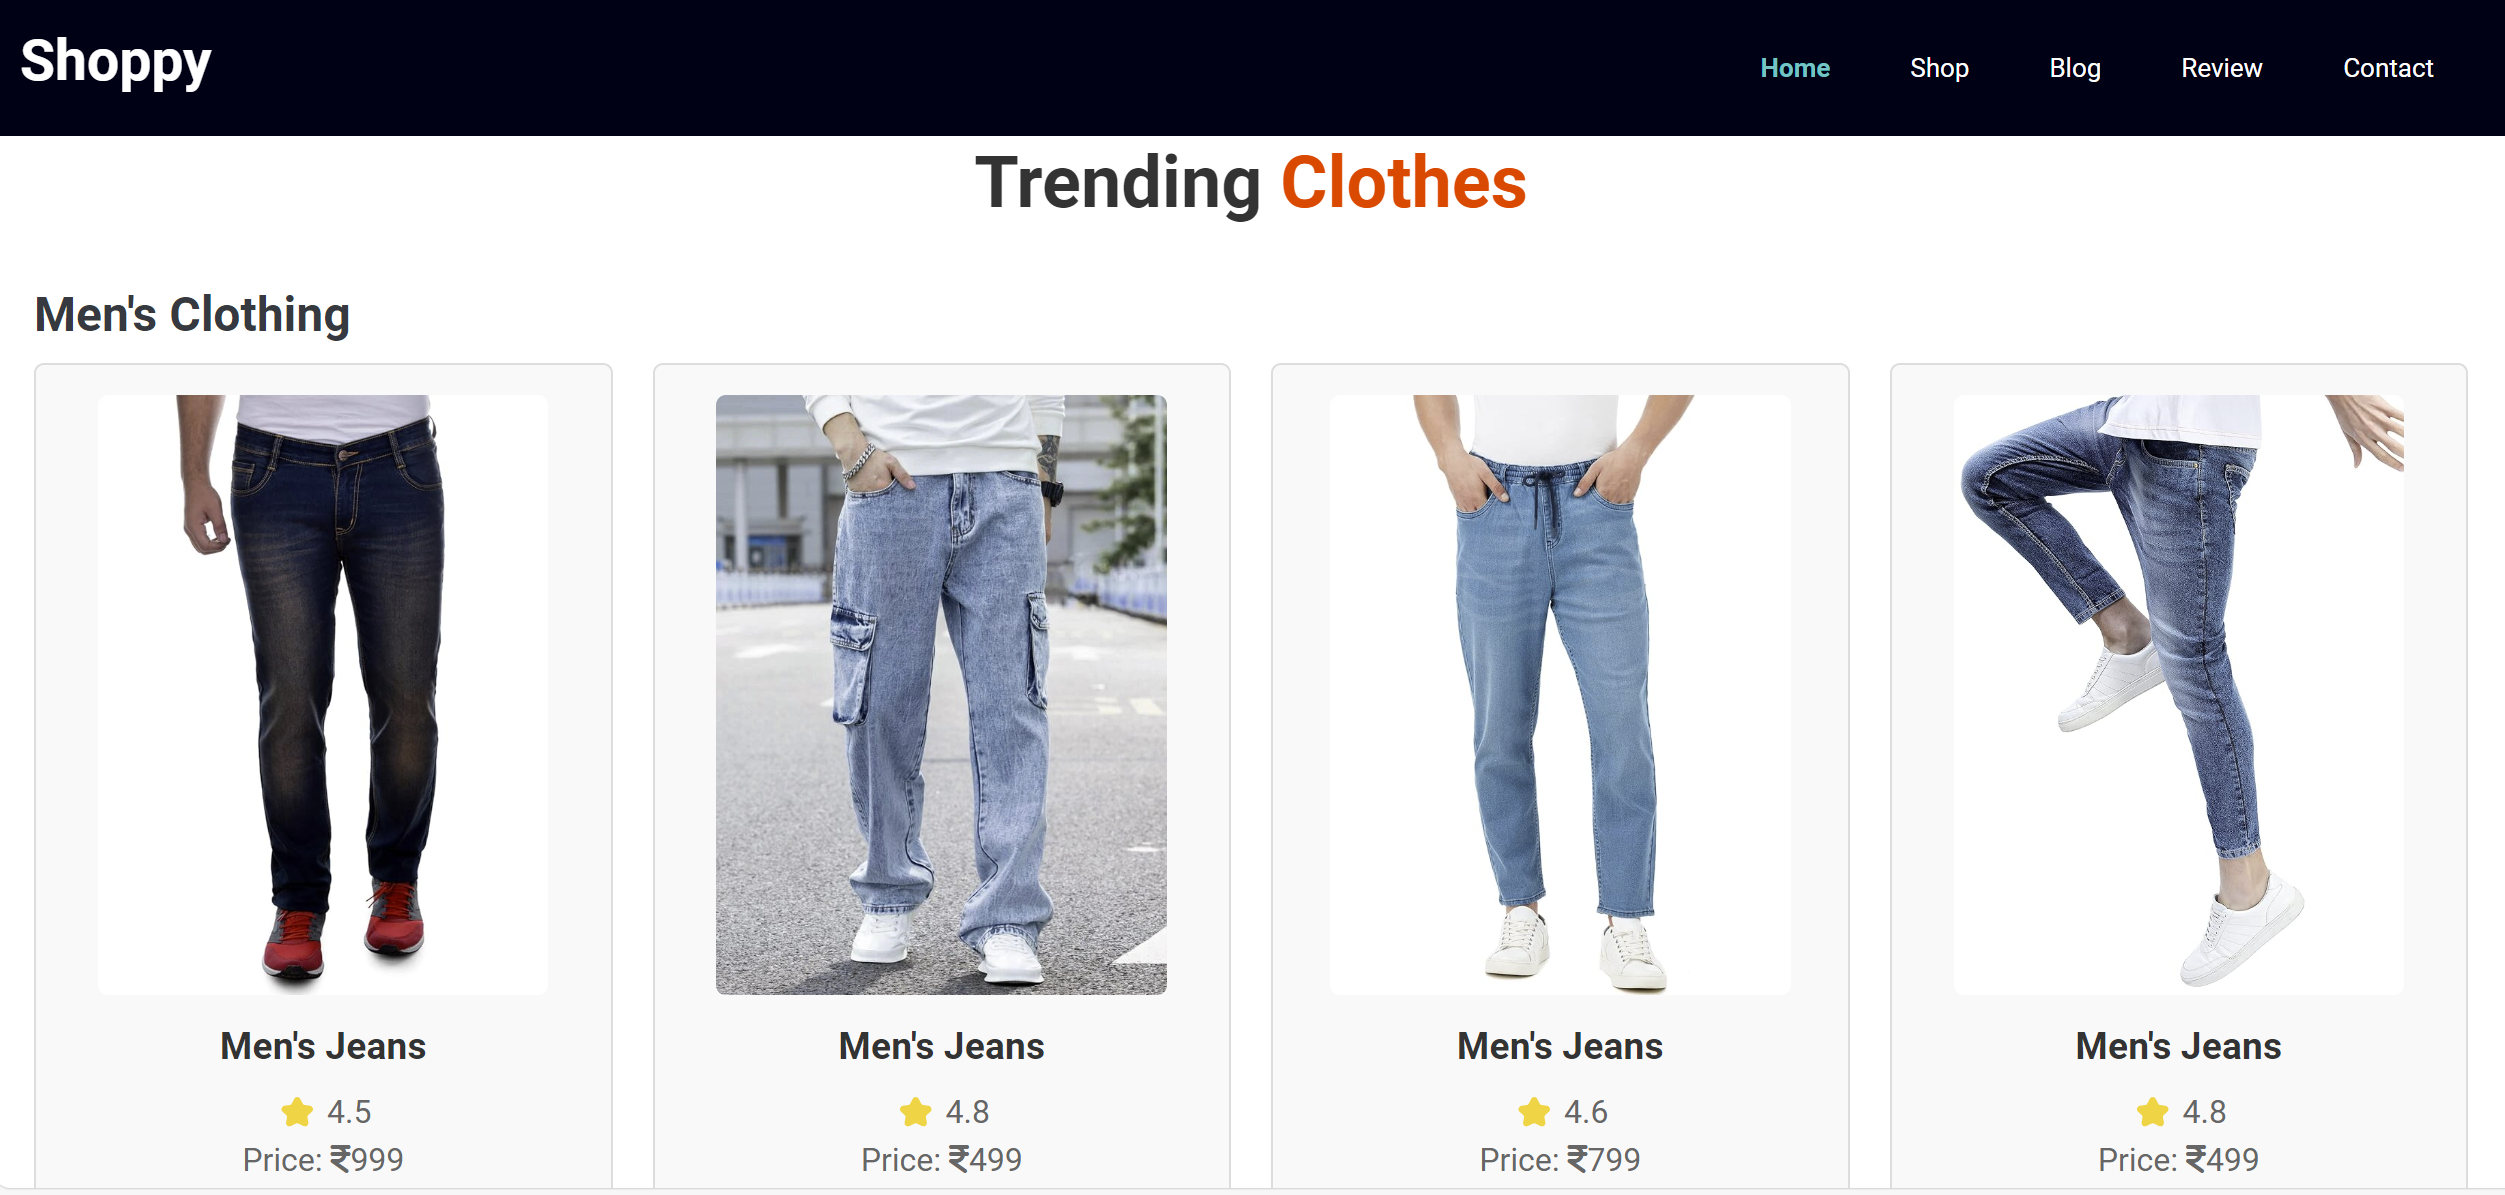 Shoppy
Home Shop Blog Review Contact
Trending Clothes
Men's Clothing
Men's Jeans
4.5
Price: ₹999
Men's Jeans
4.8
Price: ₹499
Men's Jeans
4.6
Price: ₹799
Men's Jeans
4.8
Price: ₹499